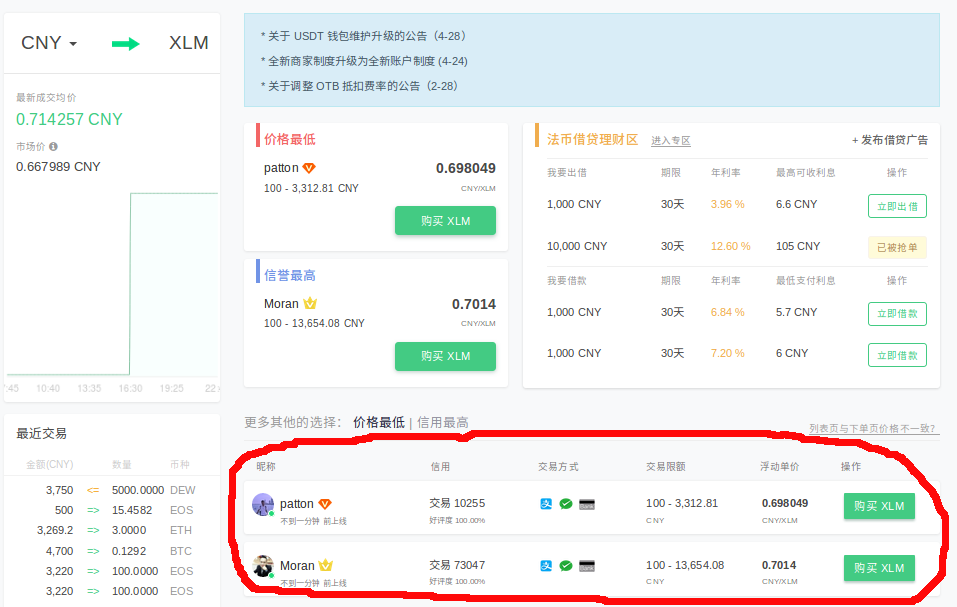 CNY XLM
最新成交均价
0.714257 CNY
市场价
0.667989 CNY
:45 10:40 13:35 16:30 19:25 22
最近交易
金额(CNY) 数量 币种
3,750 <= 5000.0000 DEW
500 => 15.4582 EOS
3,269.2 => 3.0000 ETH
4,700 => 0.1292 BTC
3,220 => 100.0000 EOS
3,220 => 100.0000 EOS
* 关于 USDT 钱包维护升级的公告（4-28）
* 全新商家制度升级为全新账户制度 (4-24)
* 关于调整 OTB 抵扣费率的公告（2-28）
价格最低
patton 0.698049
100 - 3,312.81 CNY CNY/XLM
购买 XLM
信誉最高
Moran 0.7014
100 - 13,654.08 CNY CNY/XLM
购买 XLM
法币借贷理财区 进入专区 + 发布借贷广告
我要出借 期限 年利率 最高可收利息 操作
1,000 CNY 30天 3.96 % 6.6 CNY 立即出借
10,000 CNY 30天 12.60 % 105 CNY 已被抢单
我要借款 期限 年利率 最低支付利息 操作
1,000 CNY 30天 6.84 % 5.7 CNY 立即借款
1,000 CNY 30天 7.20 % 6 CNY 立即借款
更多其他的选择： 价格最低 | 信用最高
列表页与下单页价格不一致?
昵称 信用 交易方式 交易限额 浮动单价 操作
patton 交易 10255 支 100 - 3,312.81 0.698049 购买 XLM
不到一分钟 前上线 好评度 100.00% CNY CNY/XLM
Moran 交易 73047 支 100 - 13,654.08 0.7014 购买 XLM
不到一分钟 前上线 好评度 100.00% CNY CNY/XLM